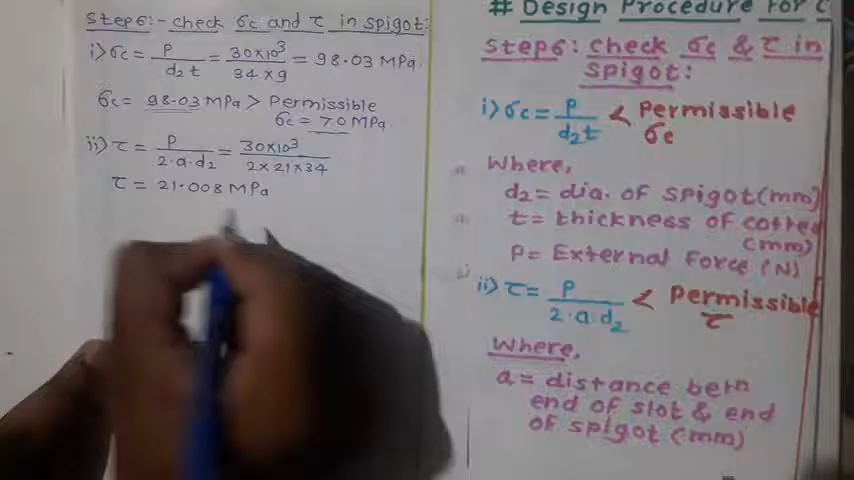 Step6:- check σc and τ in spigot:
i) σc = P / d2 t = 30×10³ / 34×9 = 98.03 MPa.
σc = 98.03 MPa > Permissible
σc = 70 MPa.
ii) τ = P / 2.a.d2 = 30×10³ / 2×21×34
τ = 21.008 MPa
# Design Procedure for C
Step6: check σc & τ in
spigot:
i) σc = P / d2t < Permissible
σc
Where,
d2 = dia. of spigot (mm)
t = thickness of cotter
(mm)
P = External force (N)
ii) τ = P / 2.a.d2 < Permissible
τ
Where,
a = distance betn
end of slot & end
of spigot (mm)